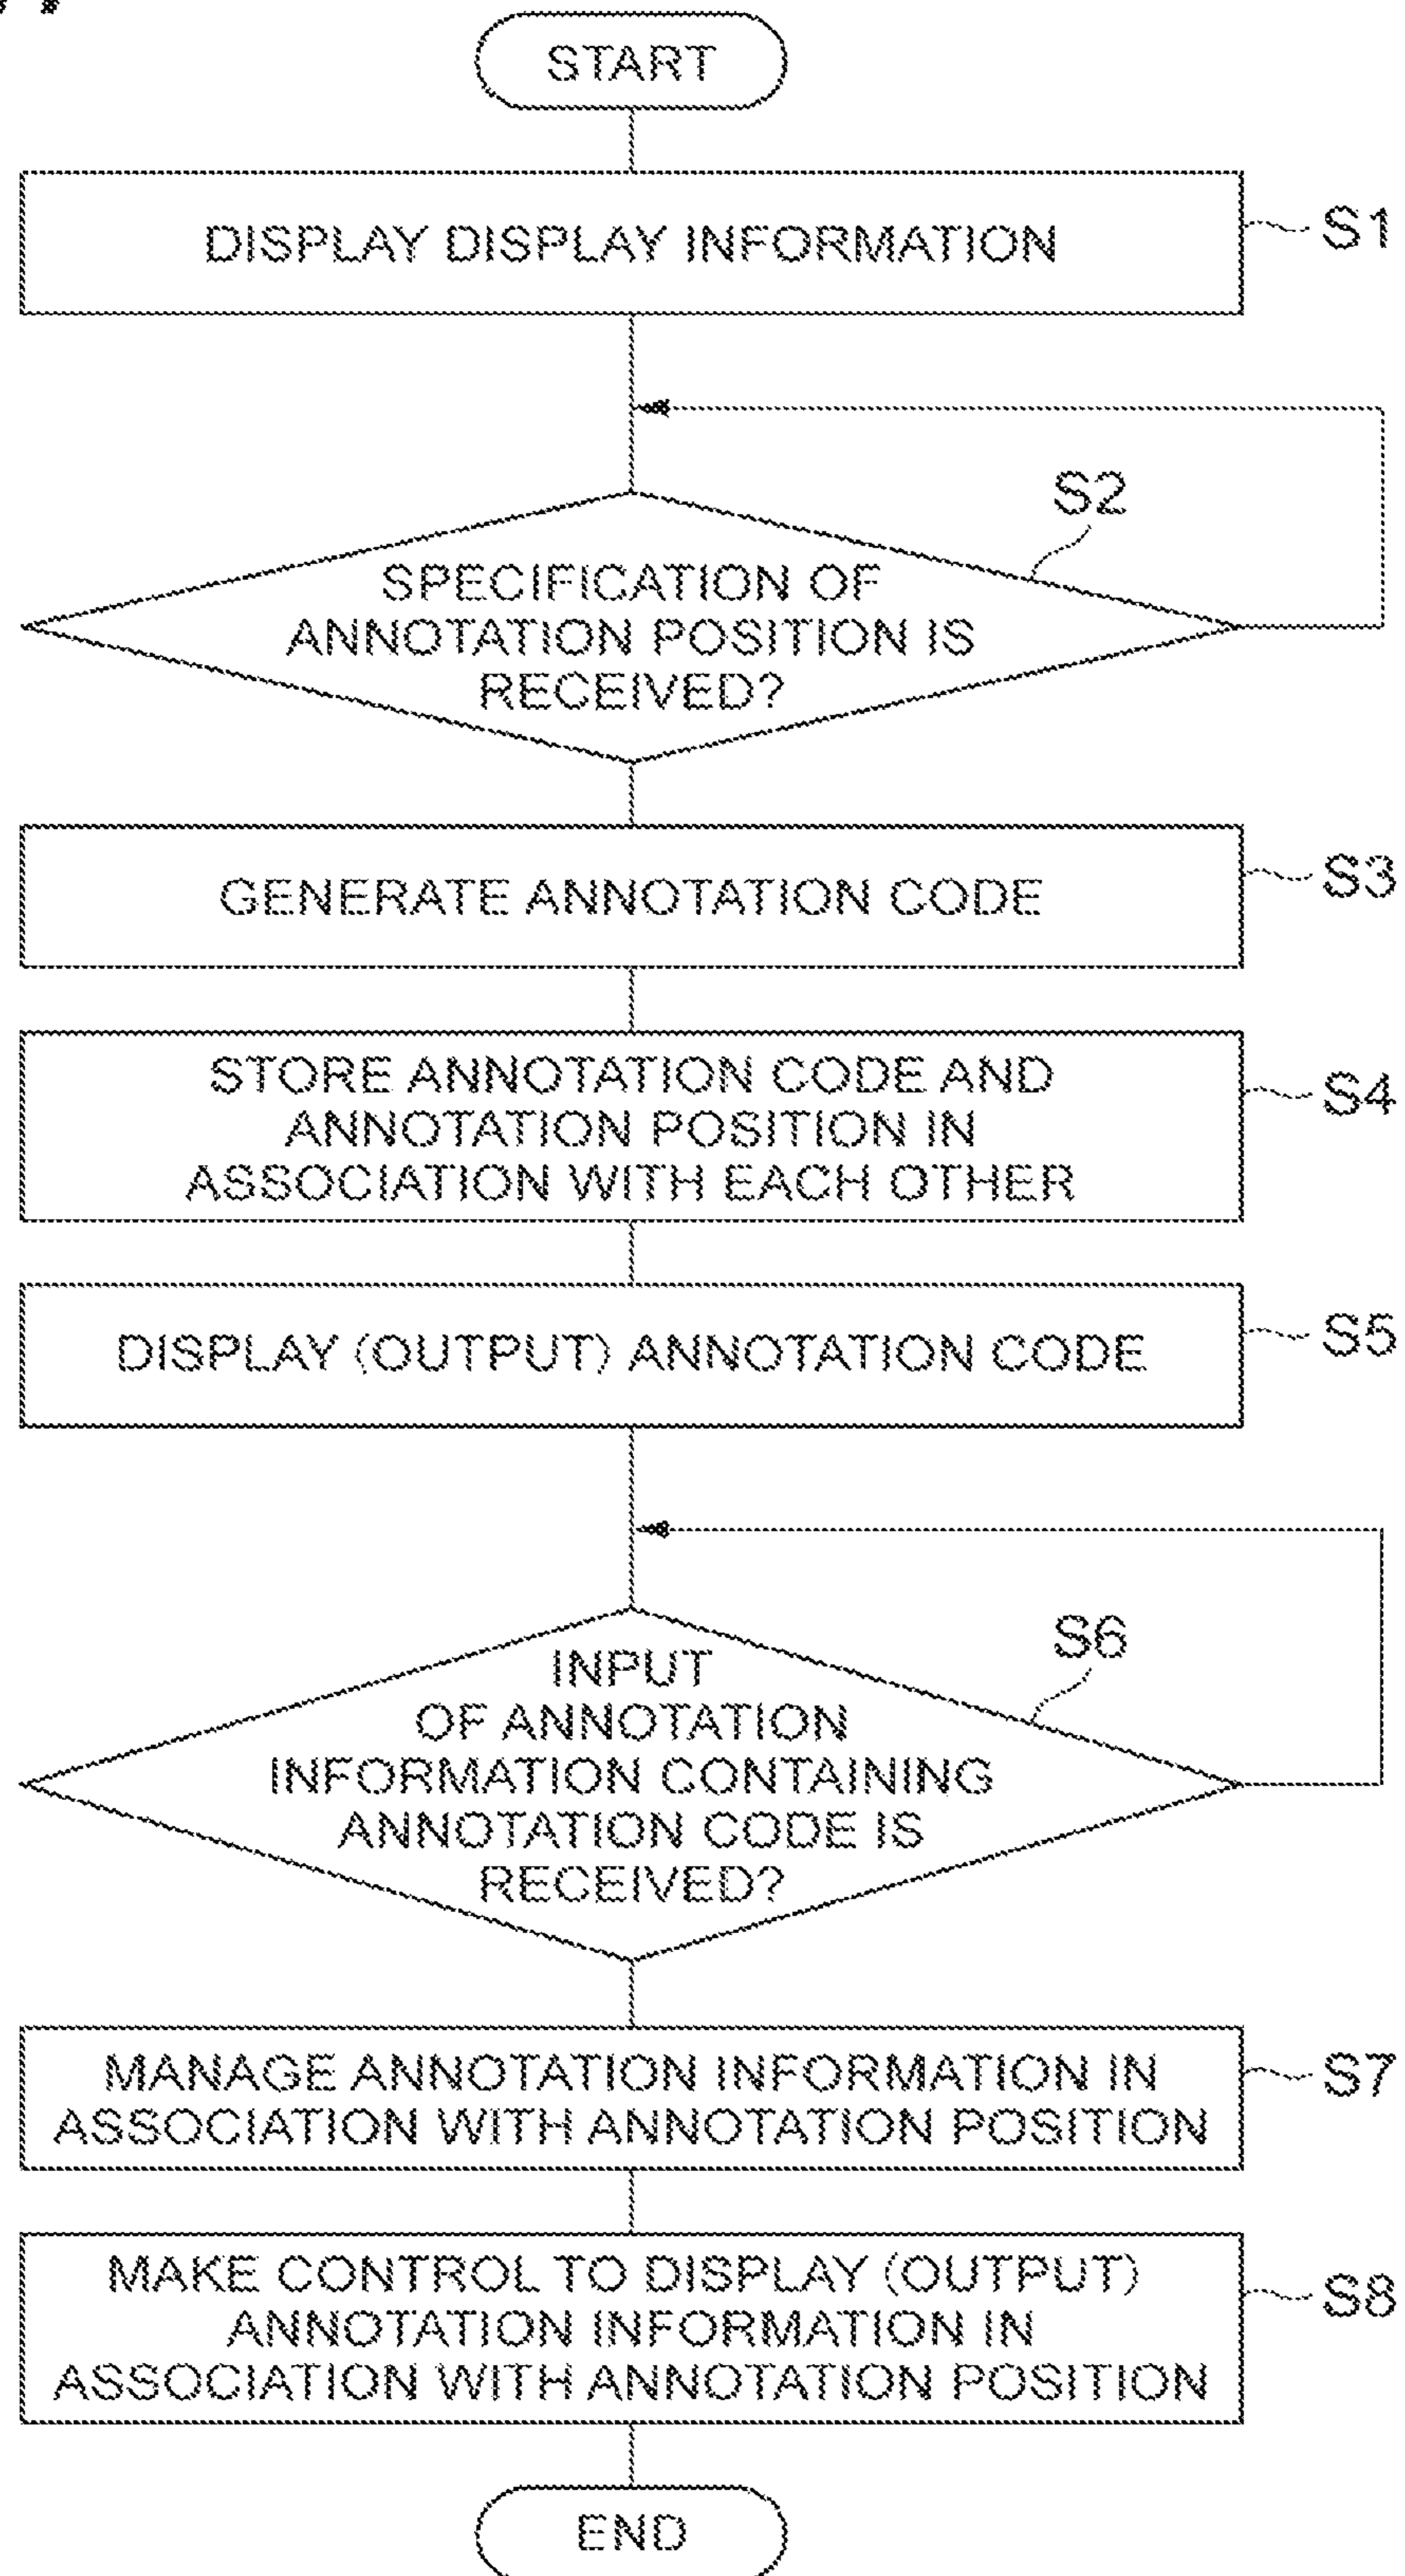 START
DISPLAY DISPLAY INFORMATION
S1
S2
SPECIFICATION OF
ANNOTATION POSITION IS
RECEIVED?
GENERATE ANNOTATION CODE
S3
STORE ANNOTATION CODE AND
ANNOTATION POSITION IN
ASSOCIATION WITH EACH OTHER
S4
DISPLAY (OUTPUT) ANNOTATION CODE
S5
S6
INPUT
OF ANNOTATION
INFORMATION CONTAINING
ANNOTATION CODE IS
RECEIVED?
MANAGE ANNOTATION INFORMATION IN
ASSOCIATION WITH ANNOTATION POSITION
S7
MAKE CONTROL TO DISPLAY (OUTPUT)
ANNOTATION INFORMATION IN
ASSOCIATION WITH ANNOTATION POSITION
S8
END